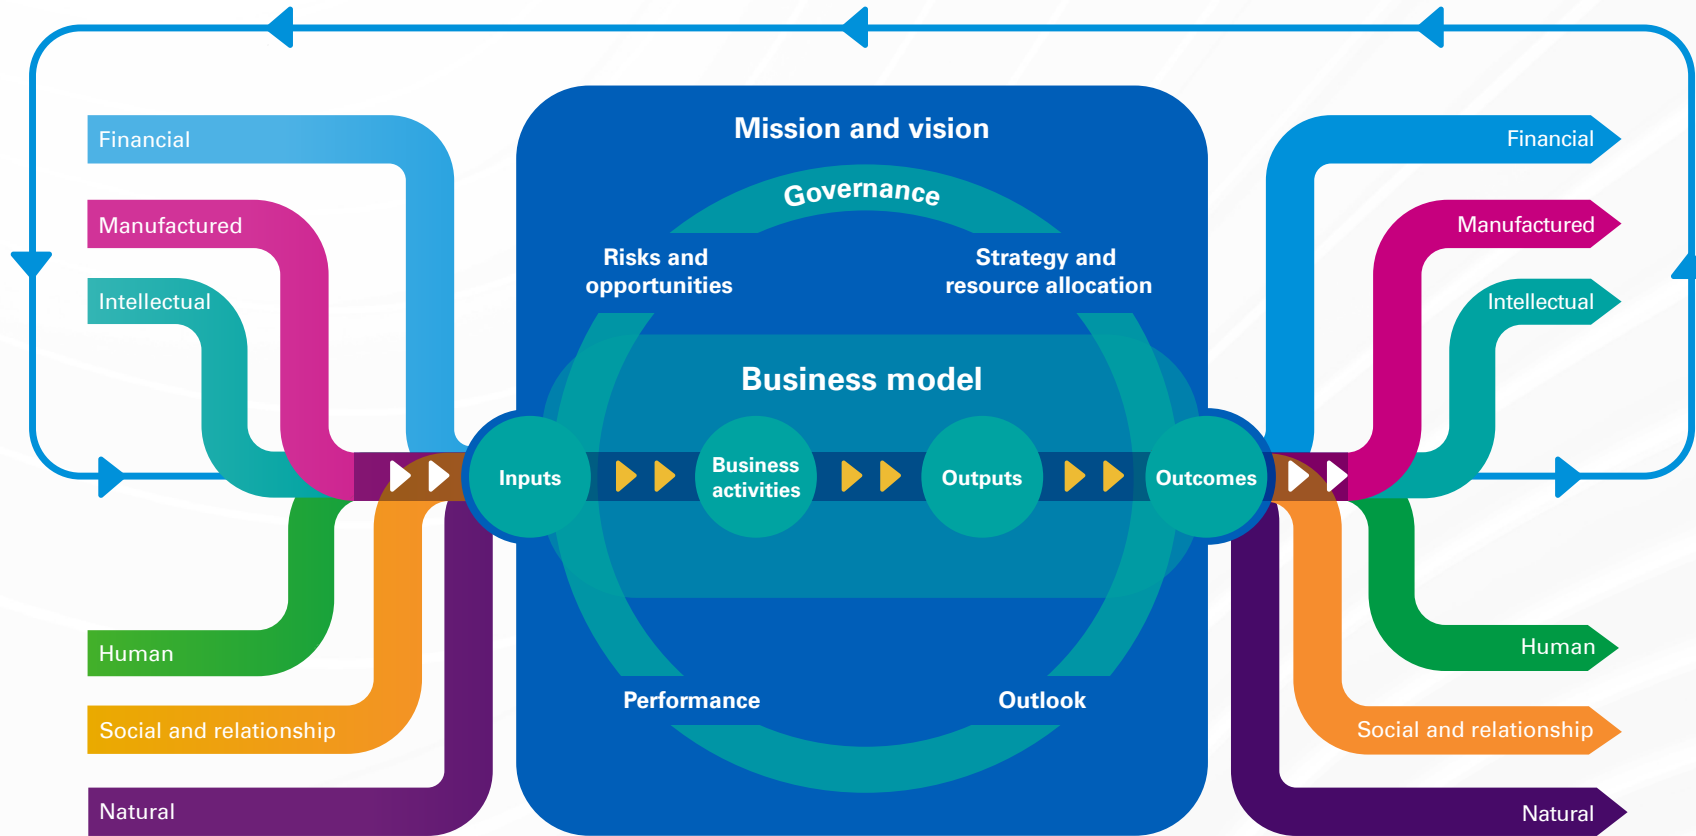 Financial
Manufactured
Intellectual
Human
Social and relationship
Natural
Mission and vision
Governance
Risks and
opportunities
Strategy and
resource allocation
Business model
Inputs
Business
activities
Outputs
Outcomes
Performance
Outlook
Financial
Manufactured
Intellectual
Human
Social and relationship
Natural